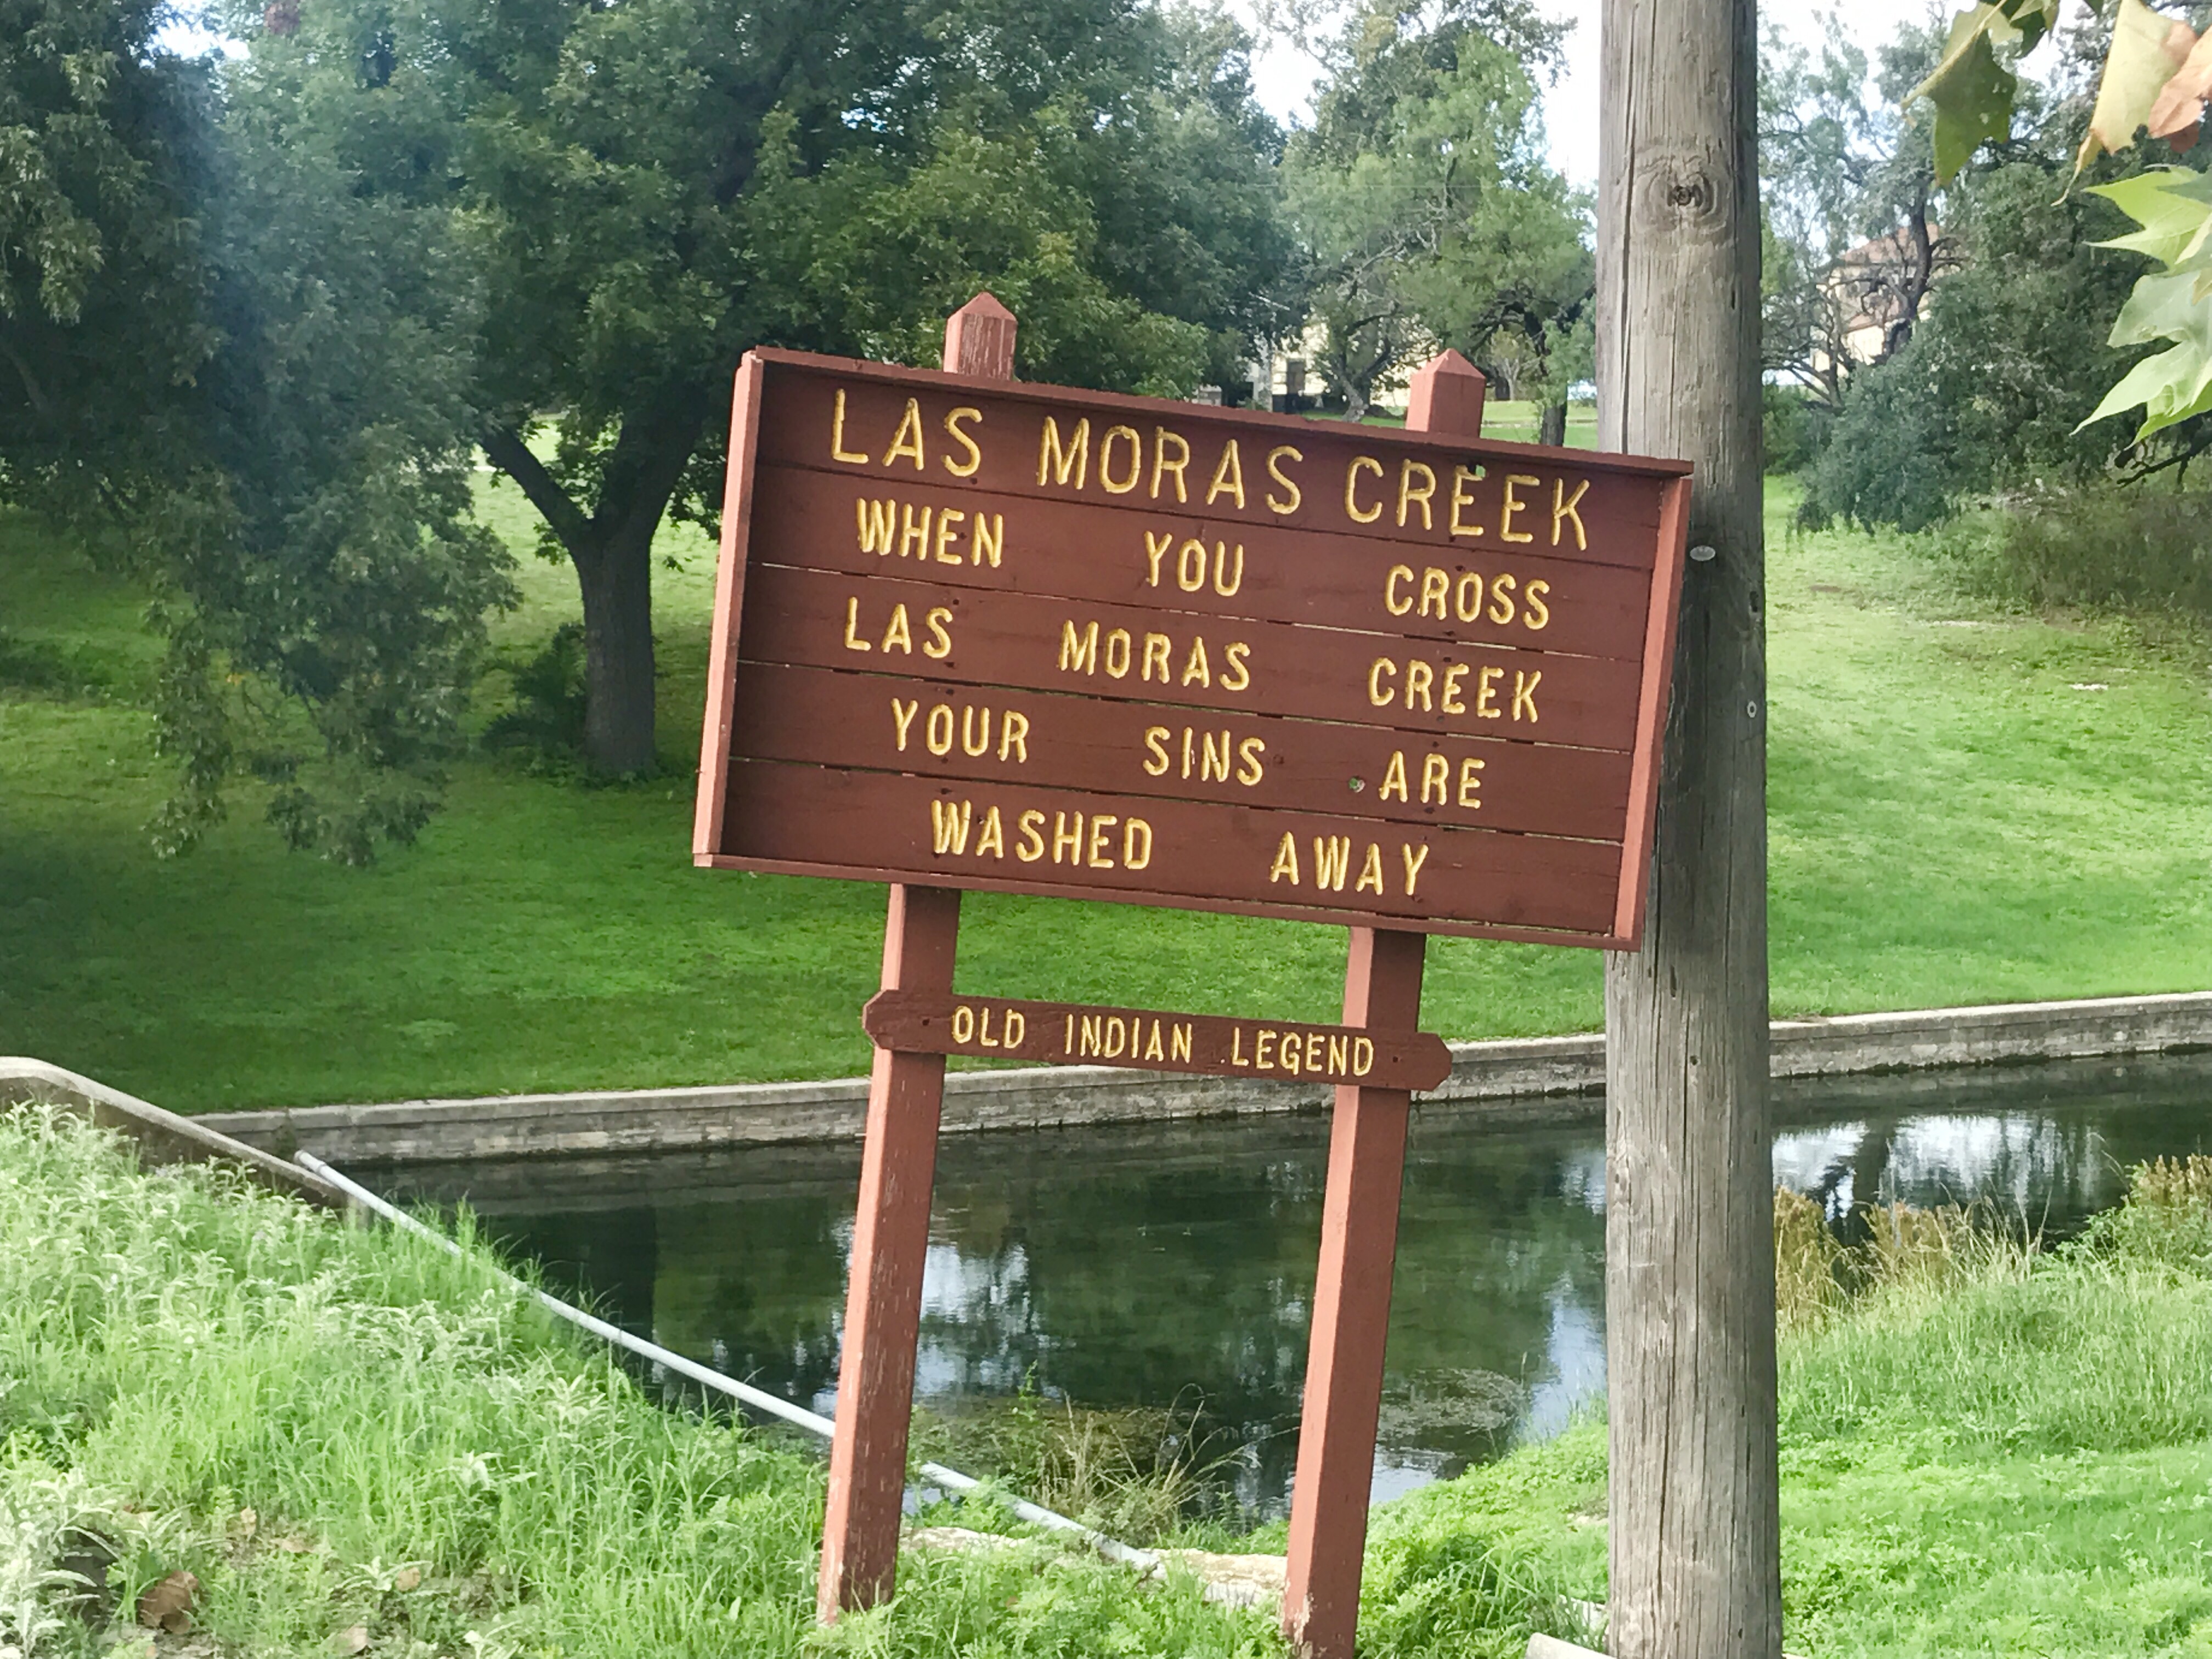 LAS MORAS CREEK
WHEN YOU CROSS
LAS MORAS CREEK
YOUR SINS ARE
WASHED AWAY
OLD INDIAN LEGEND